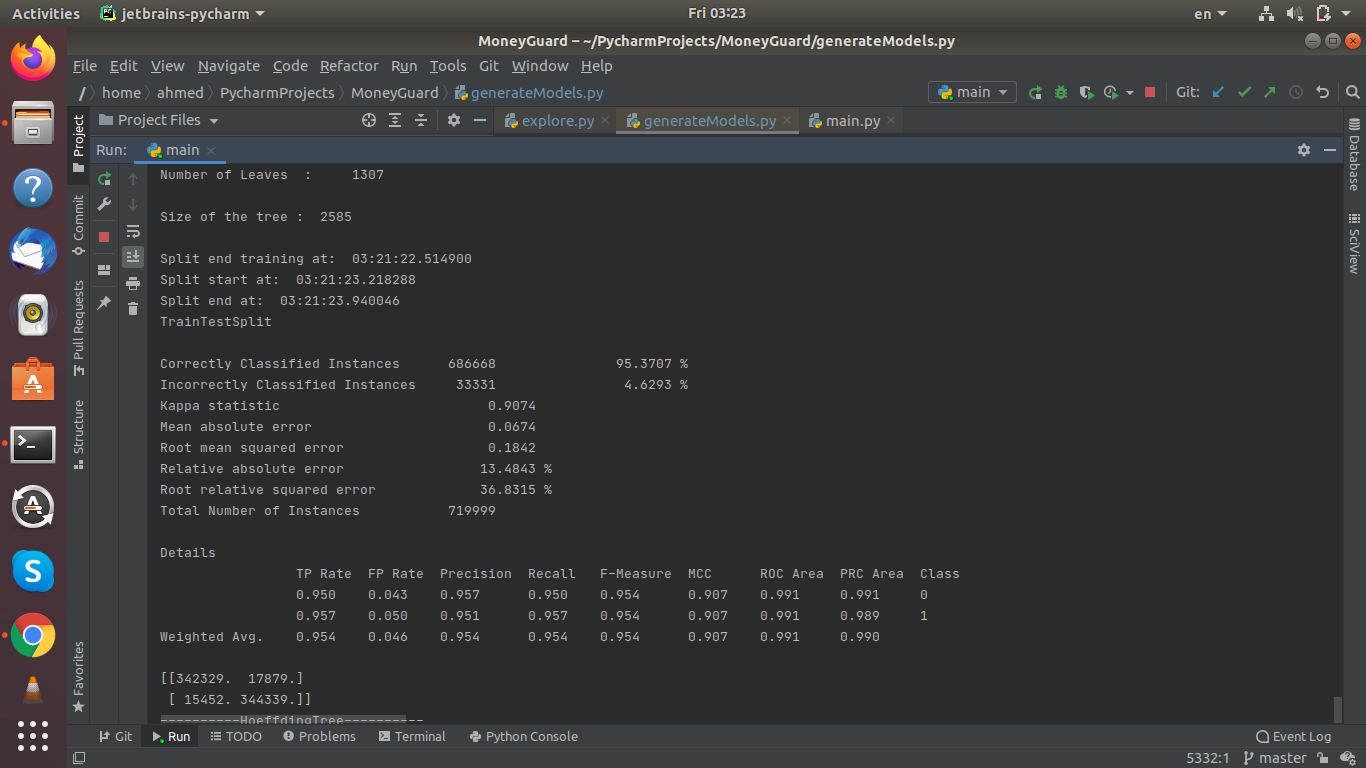 Activities jetbrains-pycharm Fri 03:23 en
MoneyGuard – ~/PycharmProjects/MoneyGuard/generateModels.py
File Edit View Navigate Code Refactor Run Tools Git Window Help
/ home ahmed PycharmProjects MoneyGuard generateModels.py main Git:
Project Files explore.py generateModels.py main.py
Run: main
Project
Commit
Pull Requests
Structure
Favorites
Database
SciView
Number of Leaves : 1307
Size of the tree : 2585
Split end training at: 03:21:22.514900
Split start at: 03:21:23.218288
Split end at: 03:21:23.940046
TrainTestSplit
Correctly Classified Instances 686668 95.3707 %
Incorrectly Classified Instances 33331 4.6293 %
Kappa statistic 0.9074
Mean absolute error 0.0674
Root mean squared error 0.1842
Relative absolute error 13.4843 %
Root relative squared error 36.8315 %
Total Number of Instances 719999
Details
TP Rate FP Rate Precision Recall F-Measure MCC ROC Area PRC Area Class
0.950 0.043 0.957 0.950 0.954 0.907 0.991 0.991 0
0.957 0.050 0.951 0.957 0.954 0.907 0.991 0.989 1
Weighted Avg. 0.954 0.046 0.954 0.954 0.954 0.907 0.991 0.990
[[342329. 17879.]
[ 15452. 344339.]]
----------HoeffdingTree----------
Git Run TODO Problems Terminal Python Console Event Log
5332:1 master